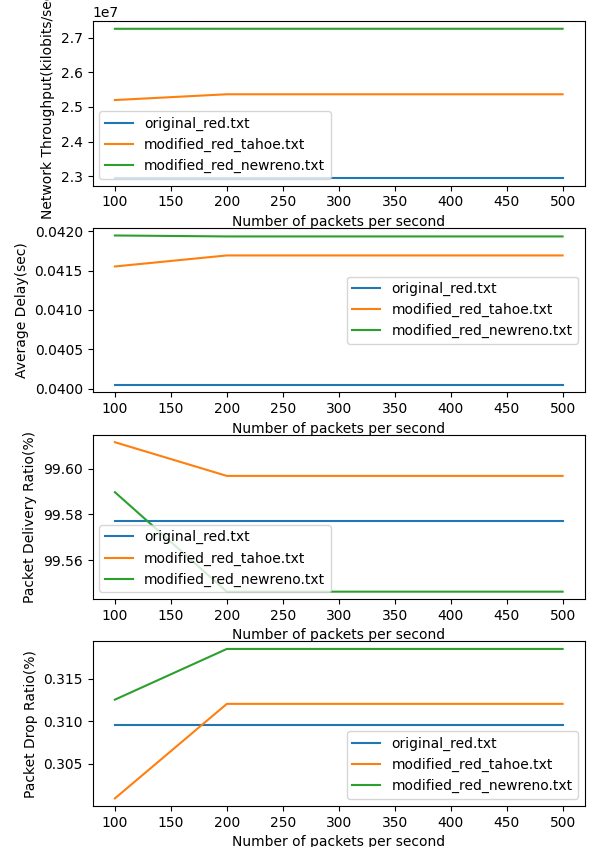 1e7
Network Throughput(kilobits/sec
2.7
2.6
2.5
2.4
2.3
original_red.txt
modified_red_tahoe.txt
modified_red_newreno.txt
100 150 200 250 300 350 400 450 500
Number of packets per second
Average Delay(sec)
0.0420
0.0415
0.0410
0.0405
0.0400
original_red.txt
modified_red_tahoe.txt
modified_red_newreno.txt
100 150 200 250 300 350 400 450 500
Number of packets per second
Packet Delivery Ratio(%)
99.60
99.58
99.56
original_red.txt
modified_red_tahoe.txt
modified_red_newreno.txt
100 150 200 250 300 350 400 450 500
Number of packets per second
Packet Drop Ratio(%)
0.315
0.310
0.305
original_red.txt
modified_red_tahoe.txt
modified_red_newreno.txt
100 150 200 250 300 350 400 450 500
Number of packets per second